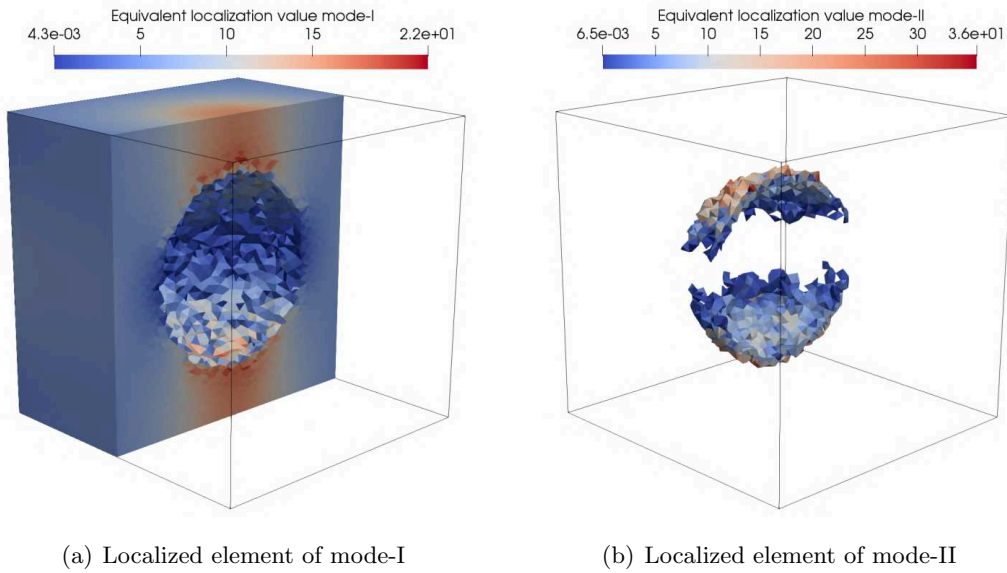 Equivalent localization value mode-I
4.3e-03 5 10 15 2.2e+01
Equivalent localization value mode-II
6.5e-03 5 10 15 20 25 3.6e+01
(a) Localized element of mode-I
(b) Localized element of mode-II